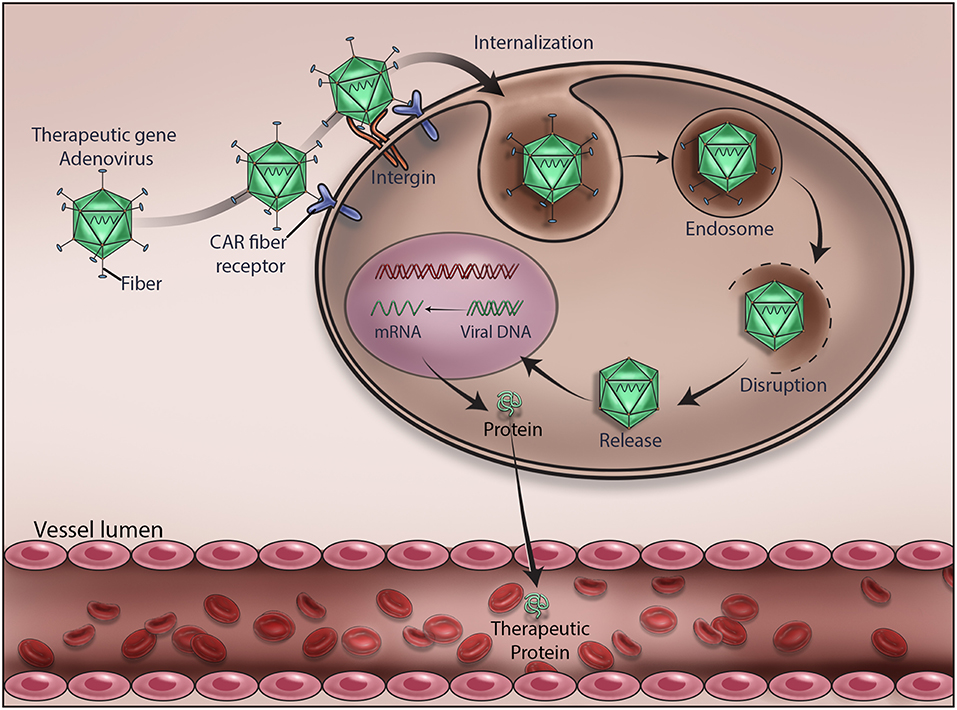 Internalization
Therapeutic gene
Adenovirus
Intergin
CAR fiber
receptor
Fiber
Endosome
mRNA
Viral DNA
Disruption
Protein
Release
Vessel lumen
Therapeutic
Protein